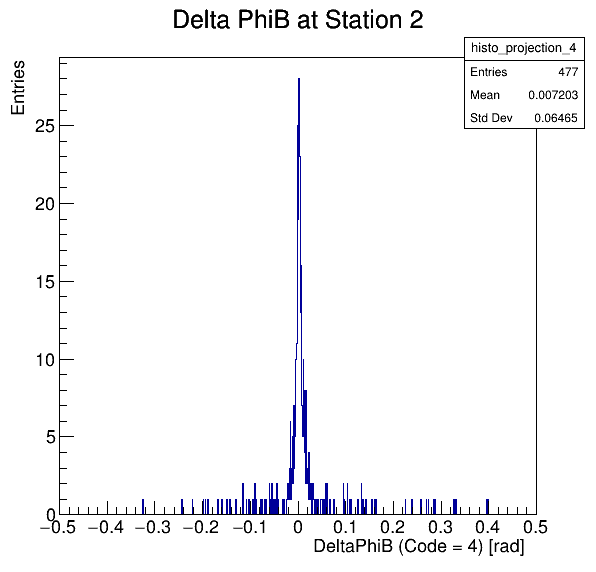 Delta PhiB at Station 2
histo_projection_4
Entries 477
Mean 0.007203
Std Dev 0.06465
Entries
25
20
15
10
5
0
−0.5 −0.4 −0.3 −0.2 −0.1 0 0.1 0.2 0.3 0.4 0.5
DeltaPhiB (Code = 4) [rad]